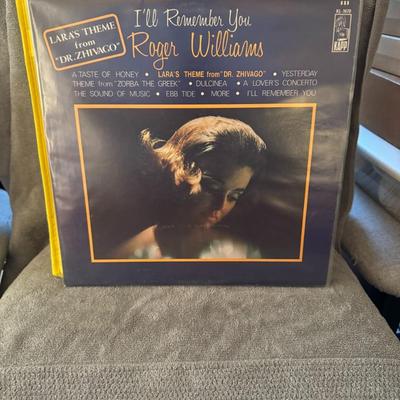 I'll Remember You
Roger Williams
LARA'S THEME
from
"DR. ZHIVAGO"
A TASTE OF HONEY • LARA'S THEME from "DR. ZHIVAGO" • YESTERDAY
THEME from "ZORBA THE GREEK" • DULCINEA • A LOVER'S CONCERTO
THE SOUND OF MUSIC • EBB TIDE • MORE • I'LL REMEMBER YOU
KAPP